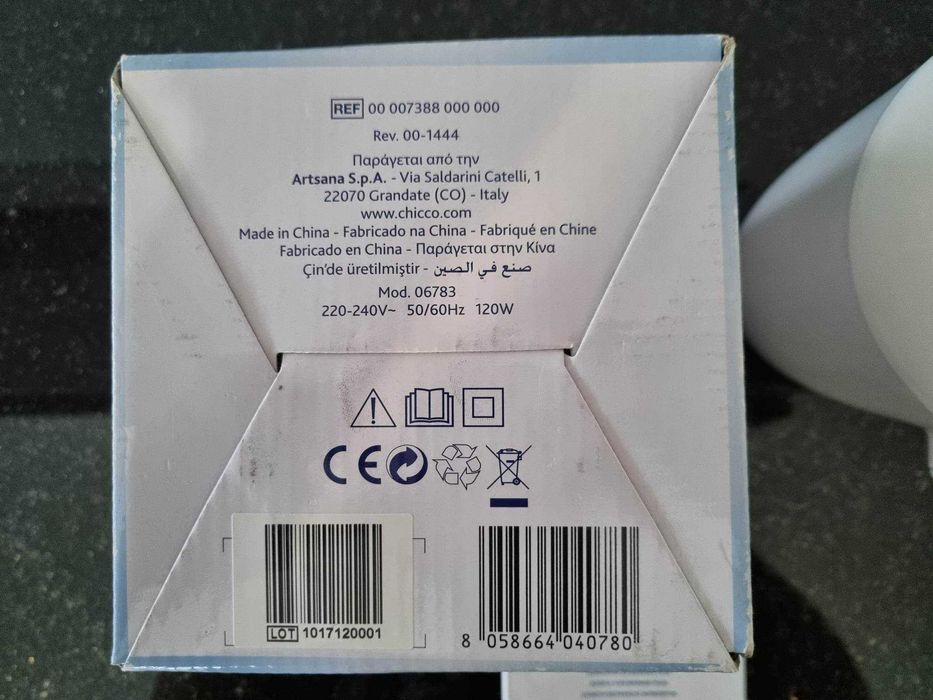 REF 00 007388 000 000
Rev. 00-1444
Παράγεται από την
Artsana S.p.A. - Via Saldarini Catelli, 1
22070 Grandate (CO) - Italy
www.chicco.com
Made in China - Fabricado na China - Fabriqué en Chine
Fabricado en China - Παράγεται στην Κίνα
Çin'de üretilmiştir - صنع في الصين
Mod. 06783
220-240V~ 50/60Hz 120W
CE
LOT 1017120001
8 058664 040780